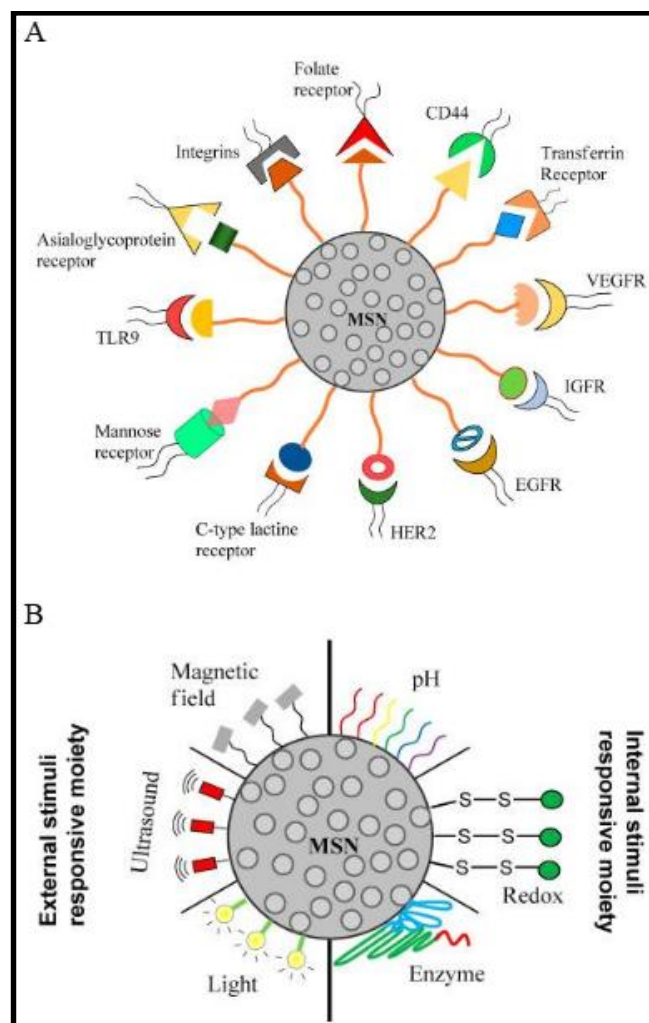 A
Folate
receptor
CD44
Integrins
Transferrin
Receptor
Asialoglycoprotein
receptor
VEGFR
MSN
TLR9
IGFR
Mannose
receptor
EGFR
C-type lactine
receptor
HER2
B
Magnetic
field
pH
External stimuli
responsive moiety
Ultrasound
MSN
S S
S S
S S
Redox
Internal stimuli
responsive moiety
Light
Enzyme